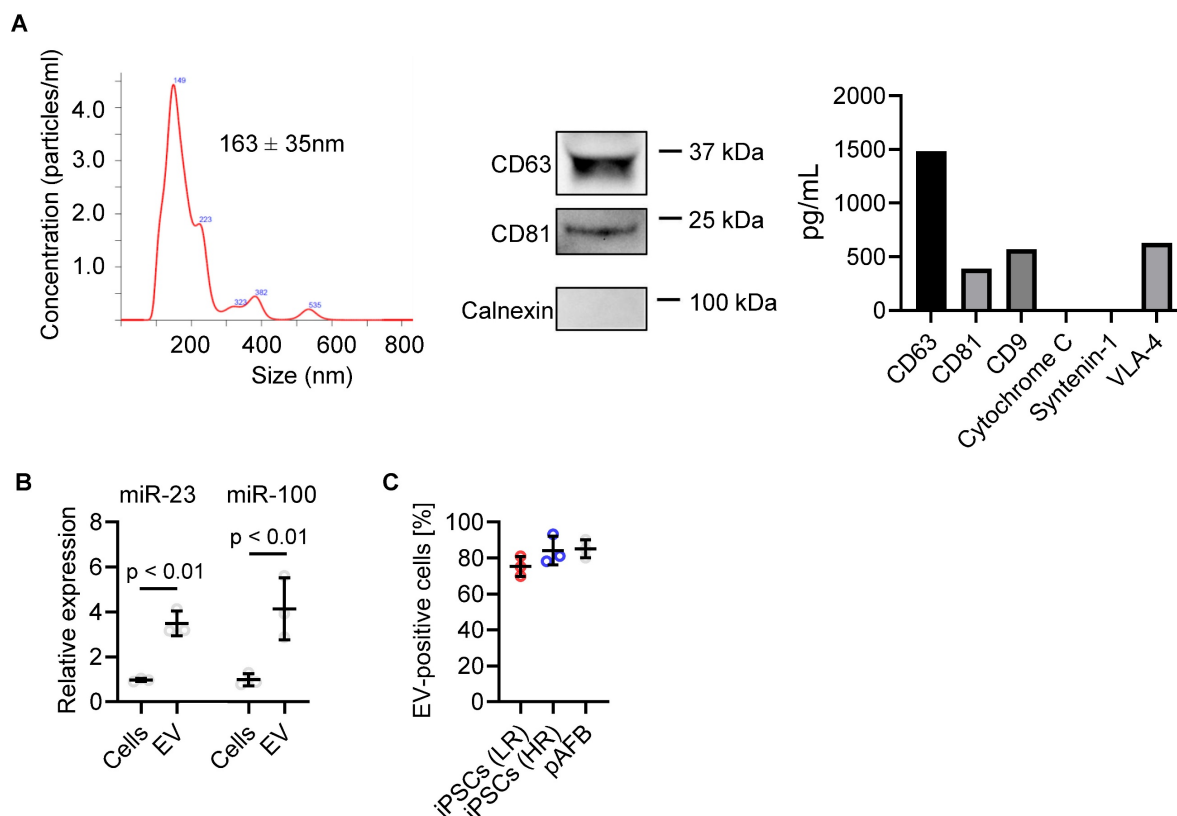 A
Concentration (particles/ml)
4.0
3.0
2.0
1.0
149
223
323
382
535
163 ± 35nm
200 400 600 800
Size (nm)
CD63
37 kDa
CD81
25 kDa
Calnexin
100 kDa
pg/mL
2000
1500
1000
500
0
CD63
CD81
CD9
Cytochrome C
Syntenin-1
VLA-4
B
miR-23 miR-100
Relative expression
8
6
4
2
0
p < 0.01
p < 0.01
Cells
EV
Cells
EV
C
EV-positive cells [%]
100
80
60
40
20
0
iPSCs (LR)
iPSCs (HR)
pAFB